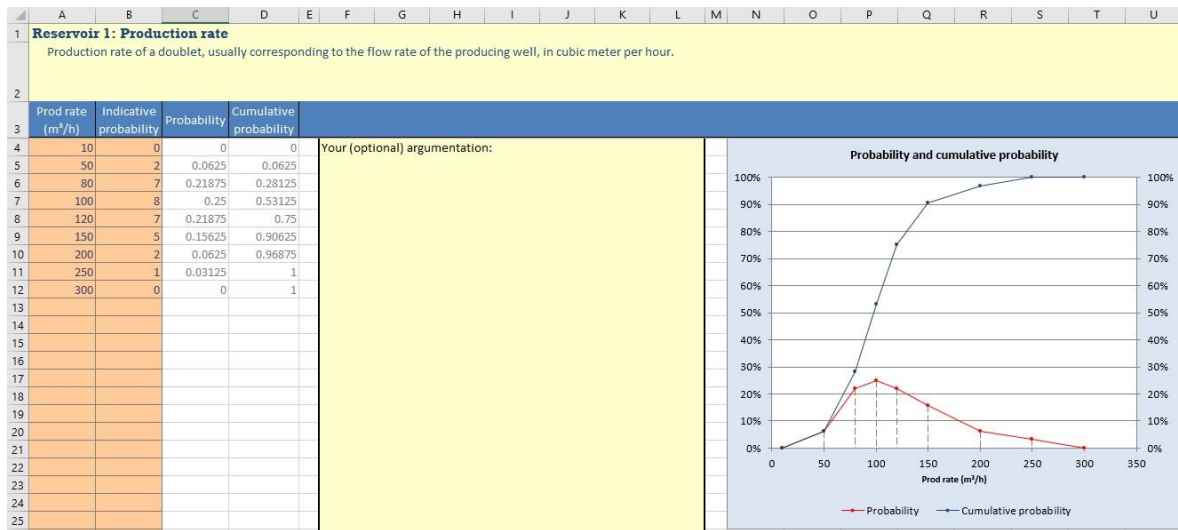 A B C D E F G H I J K L M N O P Q R S T U
1 Reservoir 1: Production rate
Production rate of a doublet, usually corresponding to the flow rate of the producing well, in cubic meter per hour.
2
Prod rate Indicative Probability Cumulative
3 (m³/h) probability probability
4 10 0 0 0 Your (optional) argumentation:
5 50 2 0.0625 0.0625
6 80 7 0.21875 0.28125
7 100 8 0.25 0.53125
8 120 7 0.21875 0.75
9 150 5 0.15625 0.90625
10 200 2 0.0625 0.96875
11 250 1 0.03125 1
12 300 0 0 1
13
14
15
16
17
18
19
20
21
22
23
24
25
Probability and cumulative probability
100% 100%
90% 90%
80% 80%
70% 70%
60% 60%
50% 50%
40% 40%
30% 30%
20% 20%
10% 10%
0% 0%
0 50 100 150 200 250 300 350
Prod rate (m³/h)
Probability Cumulative probability